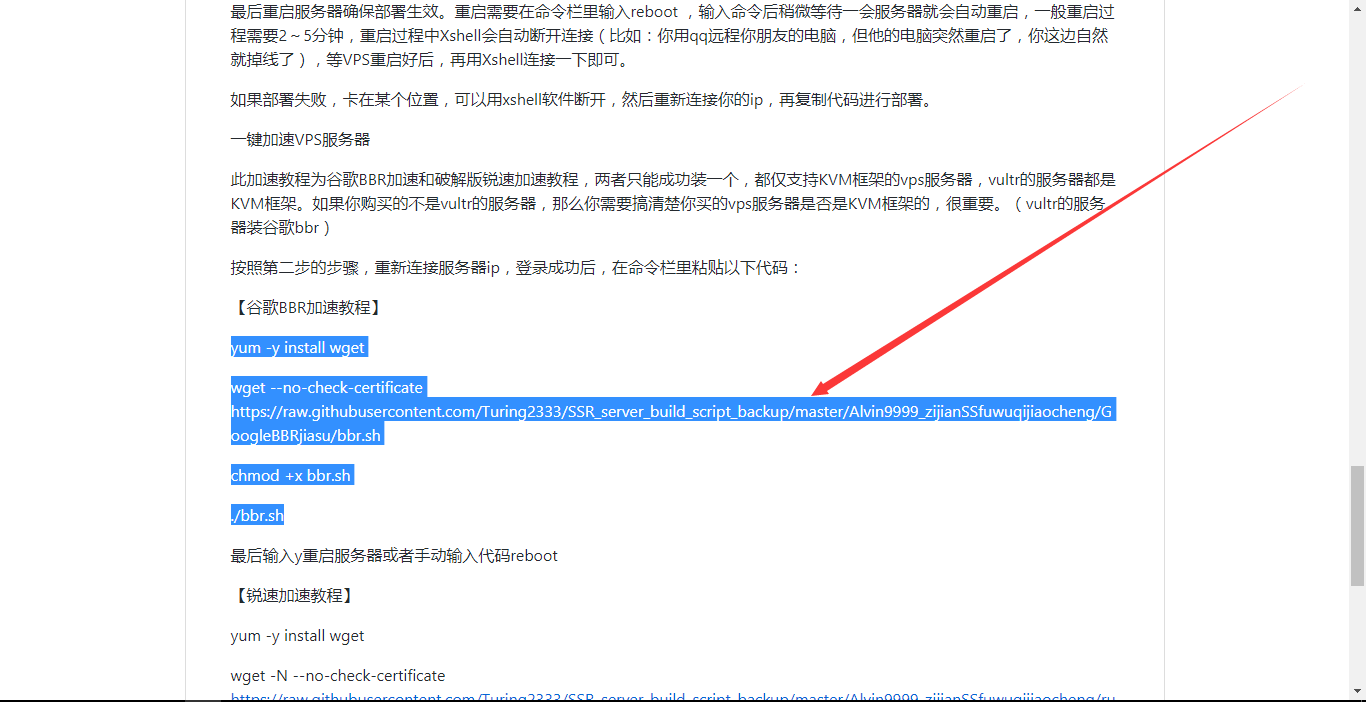 最后重启服务器确保部署生效。重启需要在命令栏里输入reboot ，输入命令后稍微等待一会服务器就会自动重启，一般重启过
程需要2～5分钟，重启过程中Xshell会自动断开连接（比如：你用qq远程你朋友的电脑，但他的电脑突然重启了，你这边自然
就掉线了），等VPS重启好后，再用Xshell连接一下即可。
如果部署失败，卡在某个位置，可以用xshell软件断开，然后重新连接你的ip，再复制代码进行部署。
一键加速VPS服务器
此加速教程为谷歌BBR加速和破解版锐速加速教程，两者只能成功装一个，都仅支持KVM框架的vps服务器，vultr的服务器都是
KVM框架。如果你购买的不是vultr的服务器，那么你需要搞清楚你买的vps服务器是否是KVM框架的，很重要。（vultr的服务
器装谷歌bbr）
按照第二步的步骤，重新连接服务器ip，登录成功后，在命令栏里粘贴以下代码：
【谷歌BBR加速教程】
yum -y install wget
wget --no-check-certificate
https://raw.githubusercontent.com/Turing2333/SSR_server_build_script_backup/master/Alvin9999_zijianSSfuwuqijiaocheng/G
oogleBBRjiasu/bbr.sh
chmod +x bbr.sh
./bbr.sh
最后输入y重启服务器或者手动输入代码reboot
【锐速加速教程】
yum -y install wget
wget -N --no-check-certificate
https://raw.githubusercontent.com/Turing2333/SSR_server_build_script_backup/master/Alvin9999_zijianSSfuwuqijiaocheng/ru